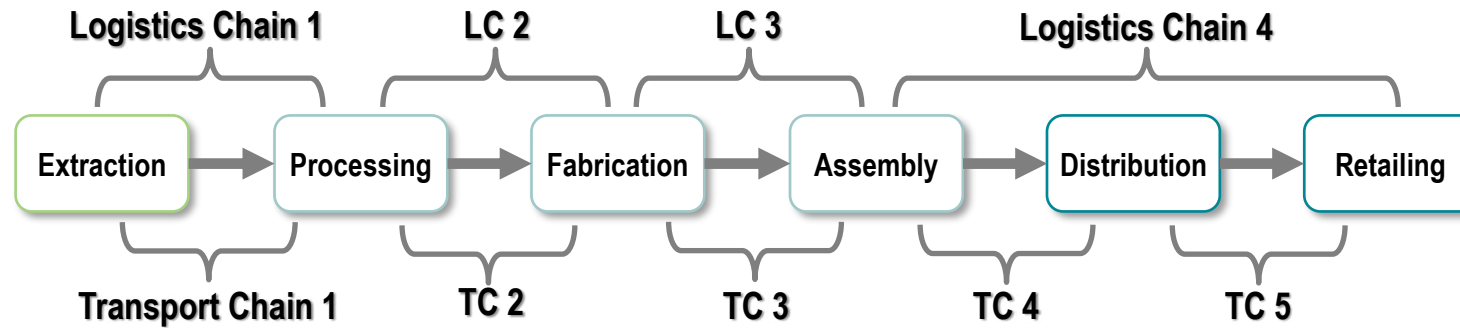 Logistics Chain 1
LC 2
LC 3
Logistics Chain 4
Extraction
Processing
Fabrication
Assembly
Distribution
Retailing
Transport Chain 1
TC 2
TC 3
TC 4
TC 5